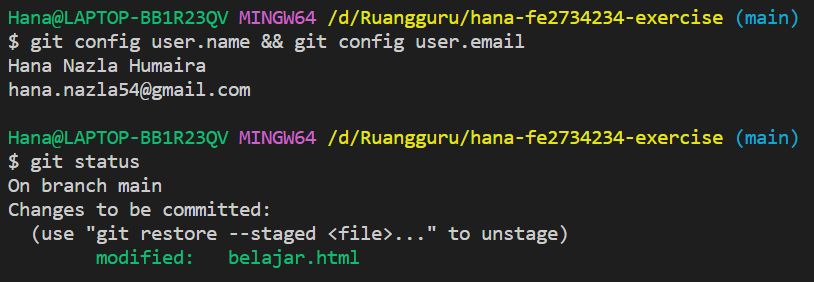 Hana@LAPTOP-BB1R23QV MINGW64 /d/Ruangguru/hana-fe2734234-exercise (main)
$ git config user.name && git config user.email
Hana Nazla Humaira
hana.nazla54@gmail.com
Hana@LAPTOP-BB1R23QV MINGW64 /d/Ruangguru/hana-fe2734234-exercise (main)
$ git status
On branch main
Changes to be committed:
(use "git restore --staged <file>..." to unstage)
modified: belajar.html